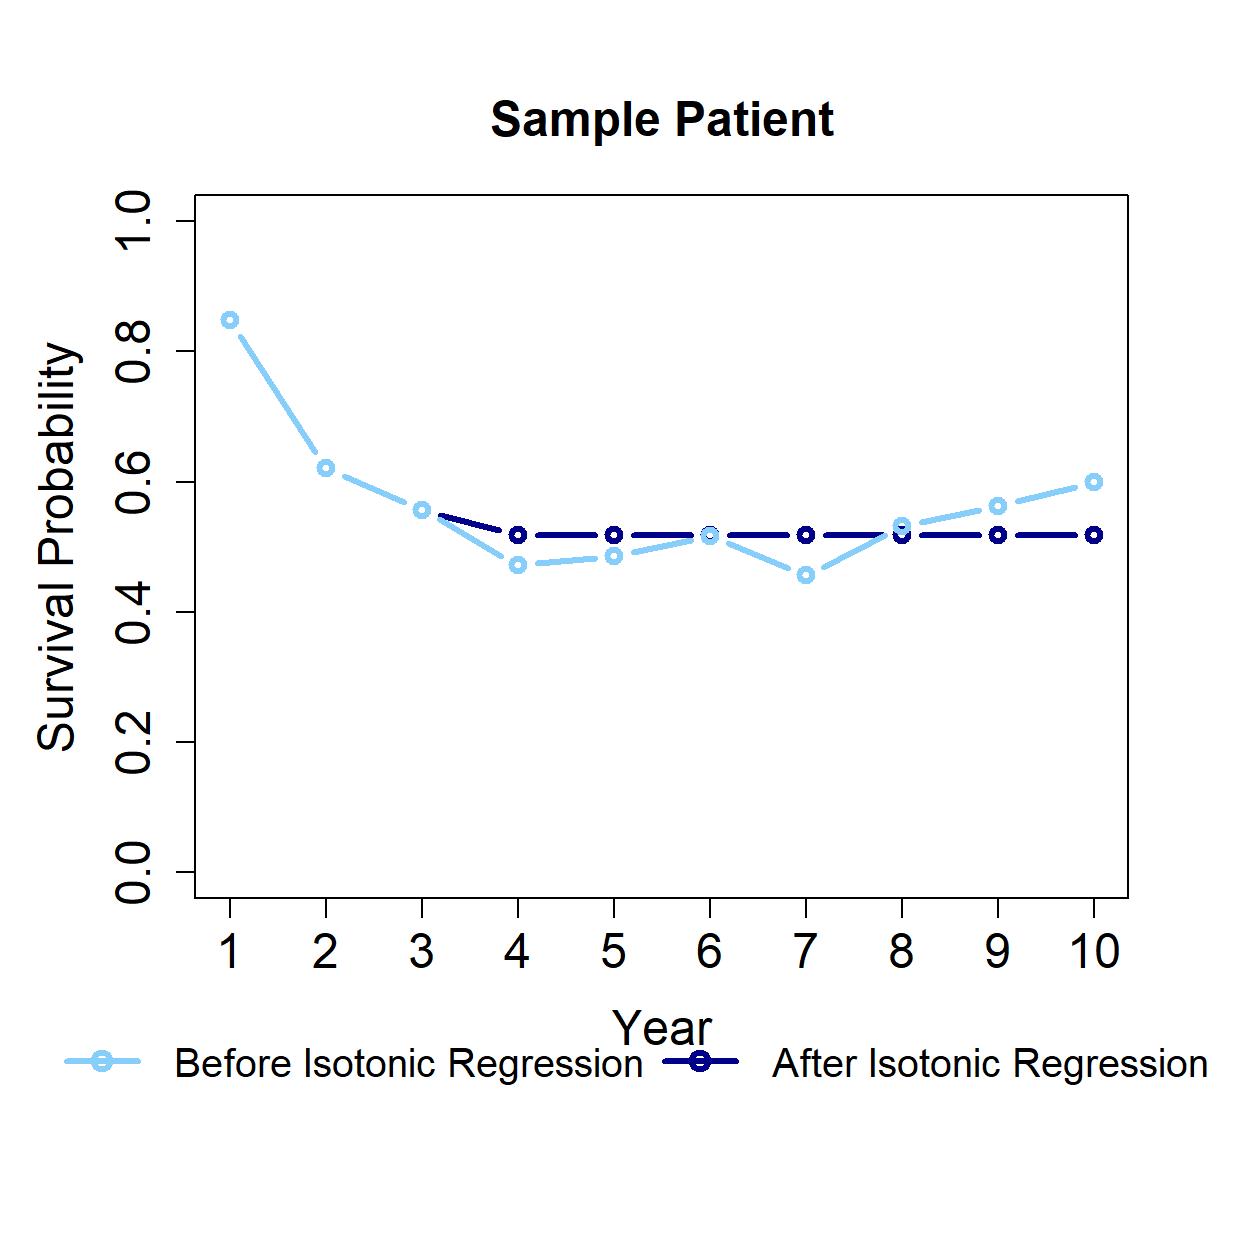 Sample Patient
1.0
0.8
0.6
0.4
0.2
0.0
Survival Probability
1 2 3 4 5 6 7 8 9 10
Year
Before Isotonic Regression After Isotonic Regression